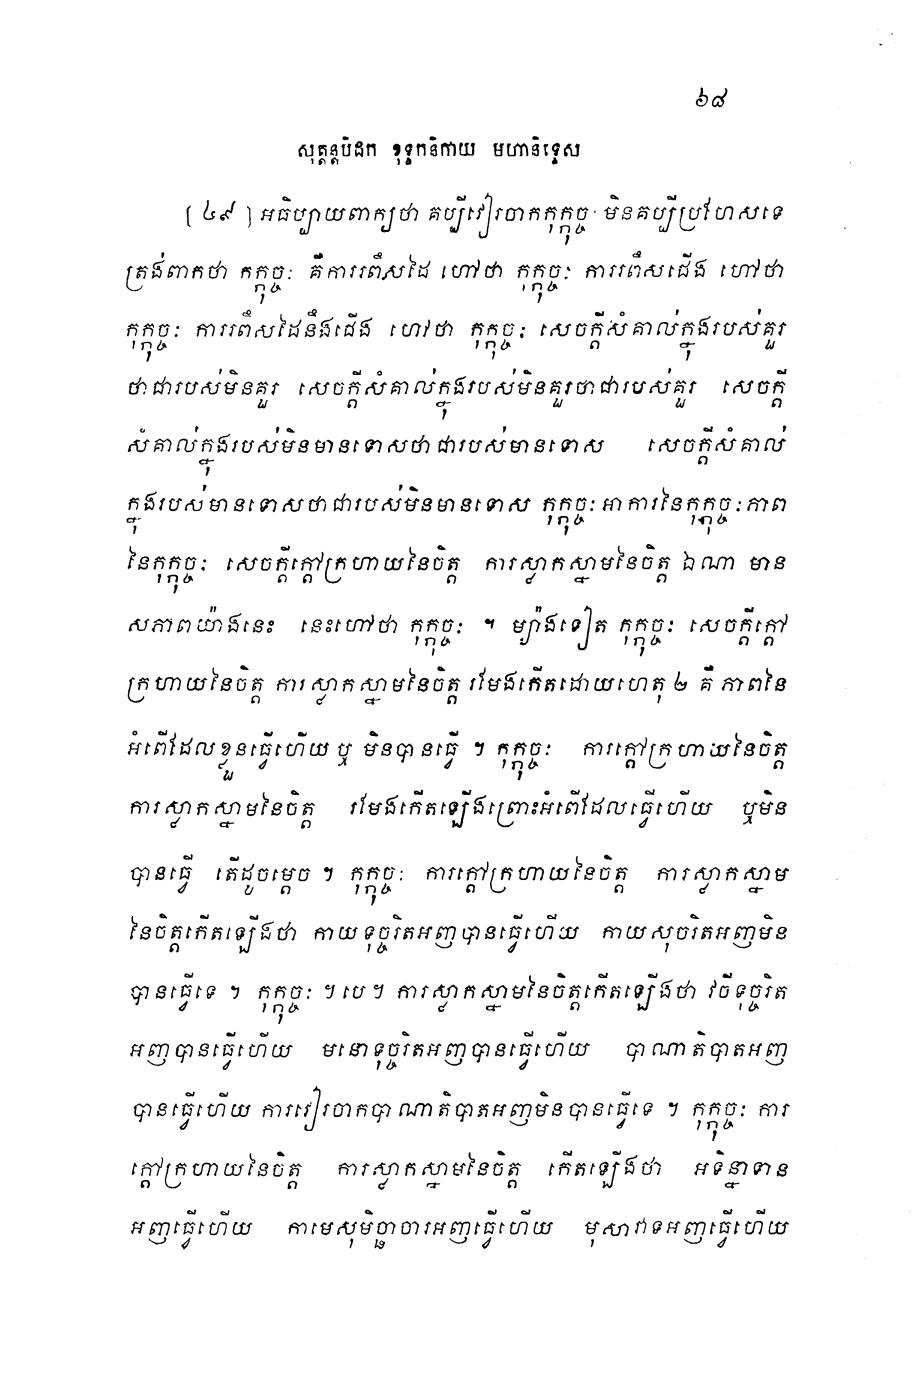 ៦៨
សុត្តន្តបិដក ខុទ្ទកនិកាយ មហានិទ្ទេស
[៤៩] អធិប្បាយពាក្យថា គប្បីវៀរចាកកុក្កុច្ចៈ មិនគប្បីប្រហែសទេ
ត្រង់ពាកថា កុក្កុច្ចៈ គឺការរពឹសដៃ ហៅថា កុក្កុច្ចៈ ការរពឹសជើង ហៅថា
កុក្កុច្ចៈ ការរពឹសដៃនឹងជើង ហៅថា កុក្កុច្ចៈ សេចក្តីសំគាល់ក្នុងរបស់គួរ
ថាជារបស់មិនគួរ សេចក្តីសំគាល់ក្នុងរបស់មិនគួរថាជារបស់គួរ សេចក្តី
សំគាល់ក្នុងរបស់មិនមានទោសថាជារបស់មានទោស សេចក្តីសំគាល់
ក្នុងរបស់មានទោសថាជារបស់មិនមានទោស កុក្កុច្ចៈ អាការនៃកុក្កុច្ចៈ ភាព
នៃកុក្កុច្ចៈ សេចក្តីក្តៅក្រហាយនៃចិត្ត ការស្ទាកស្ទាមនៃចិត្ត ឯណា មាន
សភាពយ៉ាងនេះ នេះហៅថា កុក្កុច្ចៈ ។ ម្យ៉ាងទៀត កុក្កុច្ចៈ សេចក្តីក្តៅ
ក្រហាយនៃចិត្ត ការស្ទាកស្ទាមនៃចិត្ត រមែងកើតដោយហេតុ ២ គឺ ភាពនៃ
អំពើដែលខ្លួនធ្វើហើយ ឬ មិនបានធ្វើ ។ កុក្កុច្ចៈ ការក្តៅក្រហាយនៃចិត្ត
ការស្ទាកស្ទាមនៃចិត្ត រមែងកើតឡើងព្រោះអំពើដែលធ្វើហើយ ឬមិន
បានធ្វើ តើដូចម្តេច ។ កុក្កុច្ចៈ ការក្តៅក្រហាយនៃចិត្ត ការស្ទាកស្ទាម
នៃចិត្តកើតឡើងថា កាយទុច្ចរិតអញបានធ្វើហើយ កាយសុចរិតអញមិន
បានធ្វើទេ ។ កុក្កុច្ចៈ ។បេ។ ការស្ទាកស្ទាមនៃចិត្តកើតឡើងថា វចីទុច្ចរិត
អញបានធ្វើហើយ មនោទុច្ចរិតអញបានធ្វើហើយ បាណាតិបាតអញ
បានធ្វើហើយ ការវៀរចាកបាណាតិបាតអញមិនបានធ្វើទេ ។ កុក្កុច្ចៈ ការ
ក្តៅក្រហាយនៃចិត្ត ការស្ទាកស្ទាមនៃចិត្ត កើតឡើងថា អទិន្នាទាន
អញធ្វើហើយ កាមេសុមិច្ឆាចារអញធ្វើហើយ មុសាវាទអញធ្វើហើយ